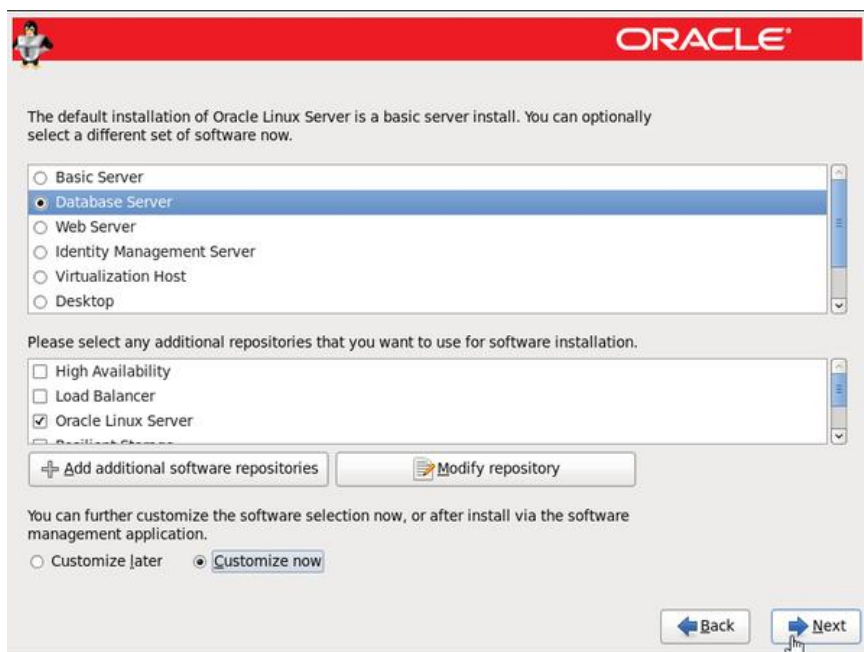 ORACLE®
The default installation of Oracle Linux Server is a basic server install. You can optionally
select a different set of software now.
Basic Server
Database Server
Web Server
Identity Management Server
Virtualization Host
Desktop
Please select any additional repositories that you want to use for software installation.
High Availability
Load Balancer
Oracle Linux Server
Add additional software repositories
Modify repository
You can further customize the software selection now, or after install via the software
management application.
Customize later
Customize now
Back
Next